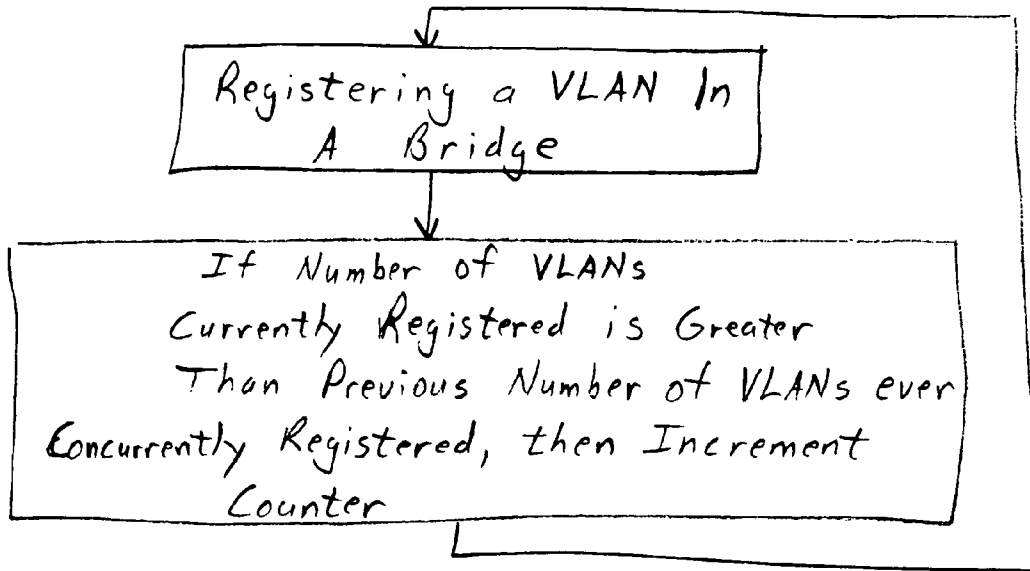 Registering a VLAN In
A Bridge
If Number of VLANs
Currently Registered is Greater
Than Previous Number of VLANs ever
Concurrently Registered, then Increment
Counter